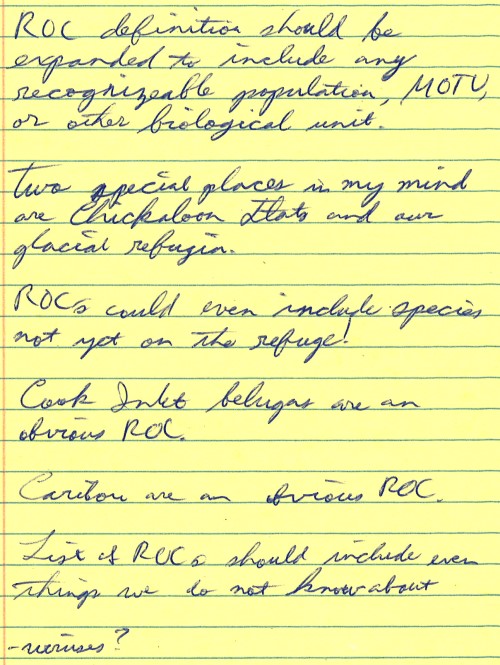 ROC definition should be
expanded to include any
recognizeable population, MOTU,
or other biological unit.
Two special places in my mind
are Chickaloon Flats and our
glacial refugia.
ROCs could even include species
not yet on the refuge!
Cook Inlet belugas are an
obvious ROC.
Caribou are an obvious ROC.
List of ROCs should include even
things we do not know about
-viruses?